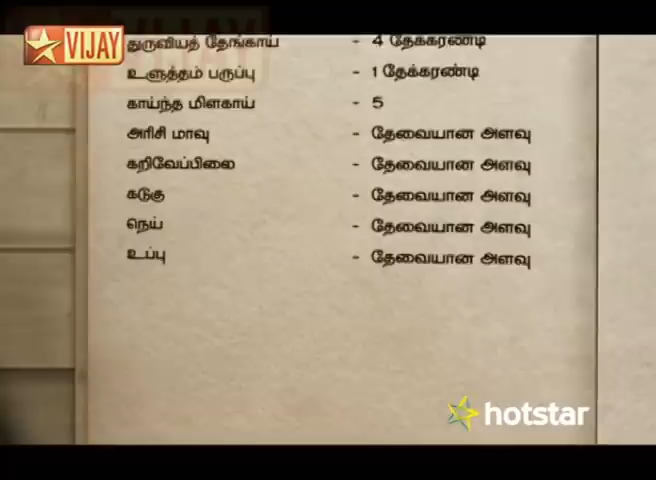 VIJAY
துருவியத் தேங்காய் - 4 தேக்கரண்டி
உளுத்தம் பருப்பு - 1 தேக்கரண்டி
காய்ந்த மிளகாய் - 5
அரிசி மாவு - தேவையான அளவு
கறிவேப்பிலை - தேவையான அளவு
கடுகு - தேவையான அளவு
நெய் - தேவையான அளவு
உப்பு - தேவையான அளவு
hotstar